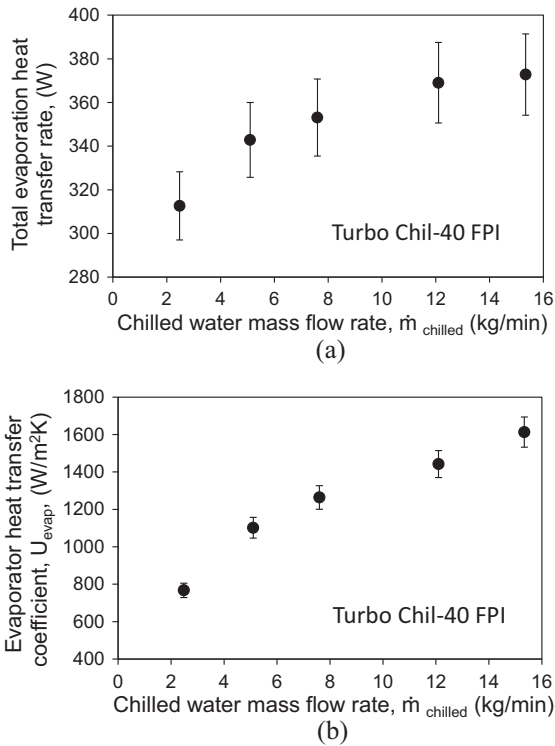 (a)
Total evaporation heat
transfer rate, (W)
400
380
360
340
320
300
280
0 2 4 6 8 10 12 14 16
Turbo Chil-40 FPI
Chilled water mass flow rate, ṁ chilled (kg/min)
(a)
Evaporator heat transfer
coefficient, U evap, (W/m²K)
1800
1600
1400
1200
1000
800
600
400
0 2 4 6 8 10 12 14 16
Turbo Chil-40 FPI
Chilled water mass flow rate, ṁ chilled (kg/min)
(b)